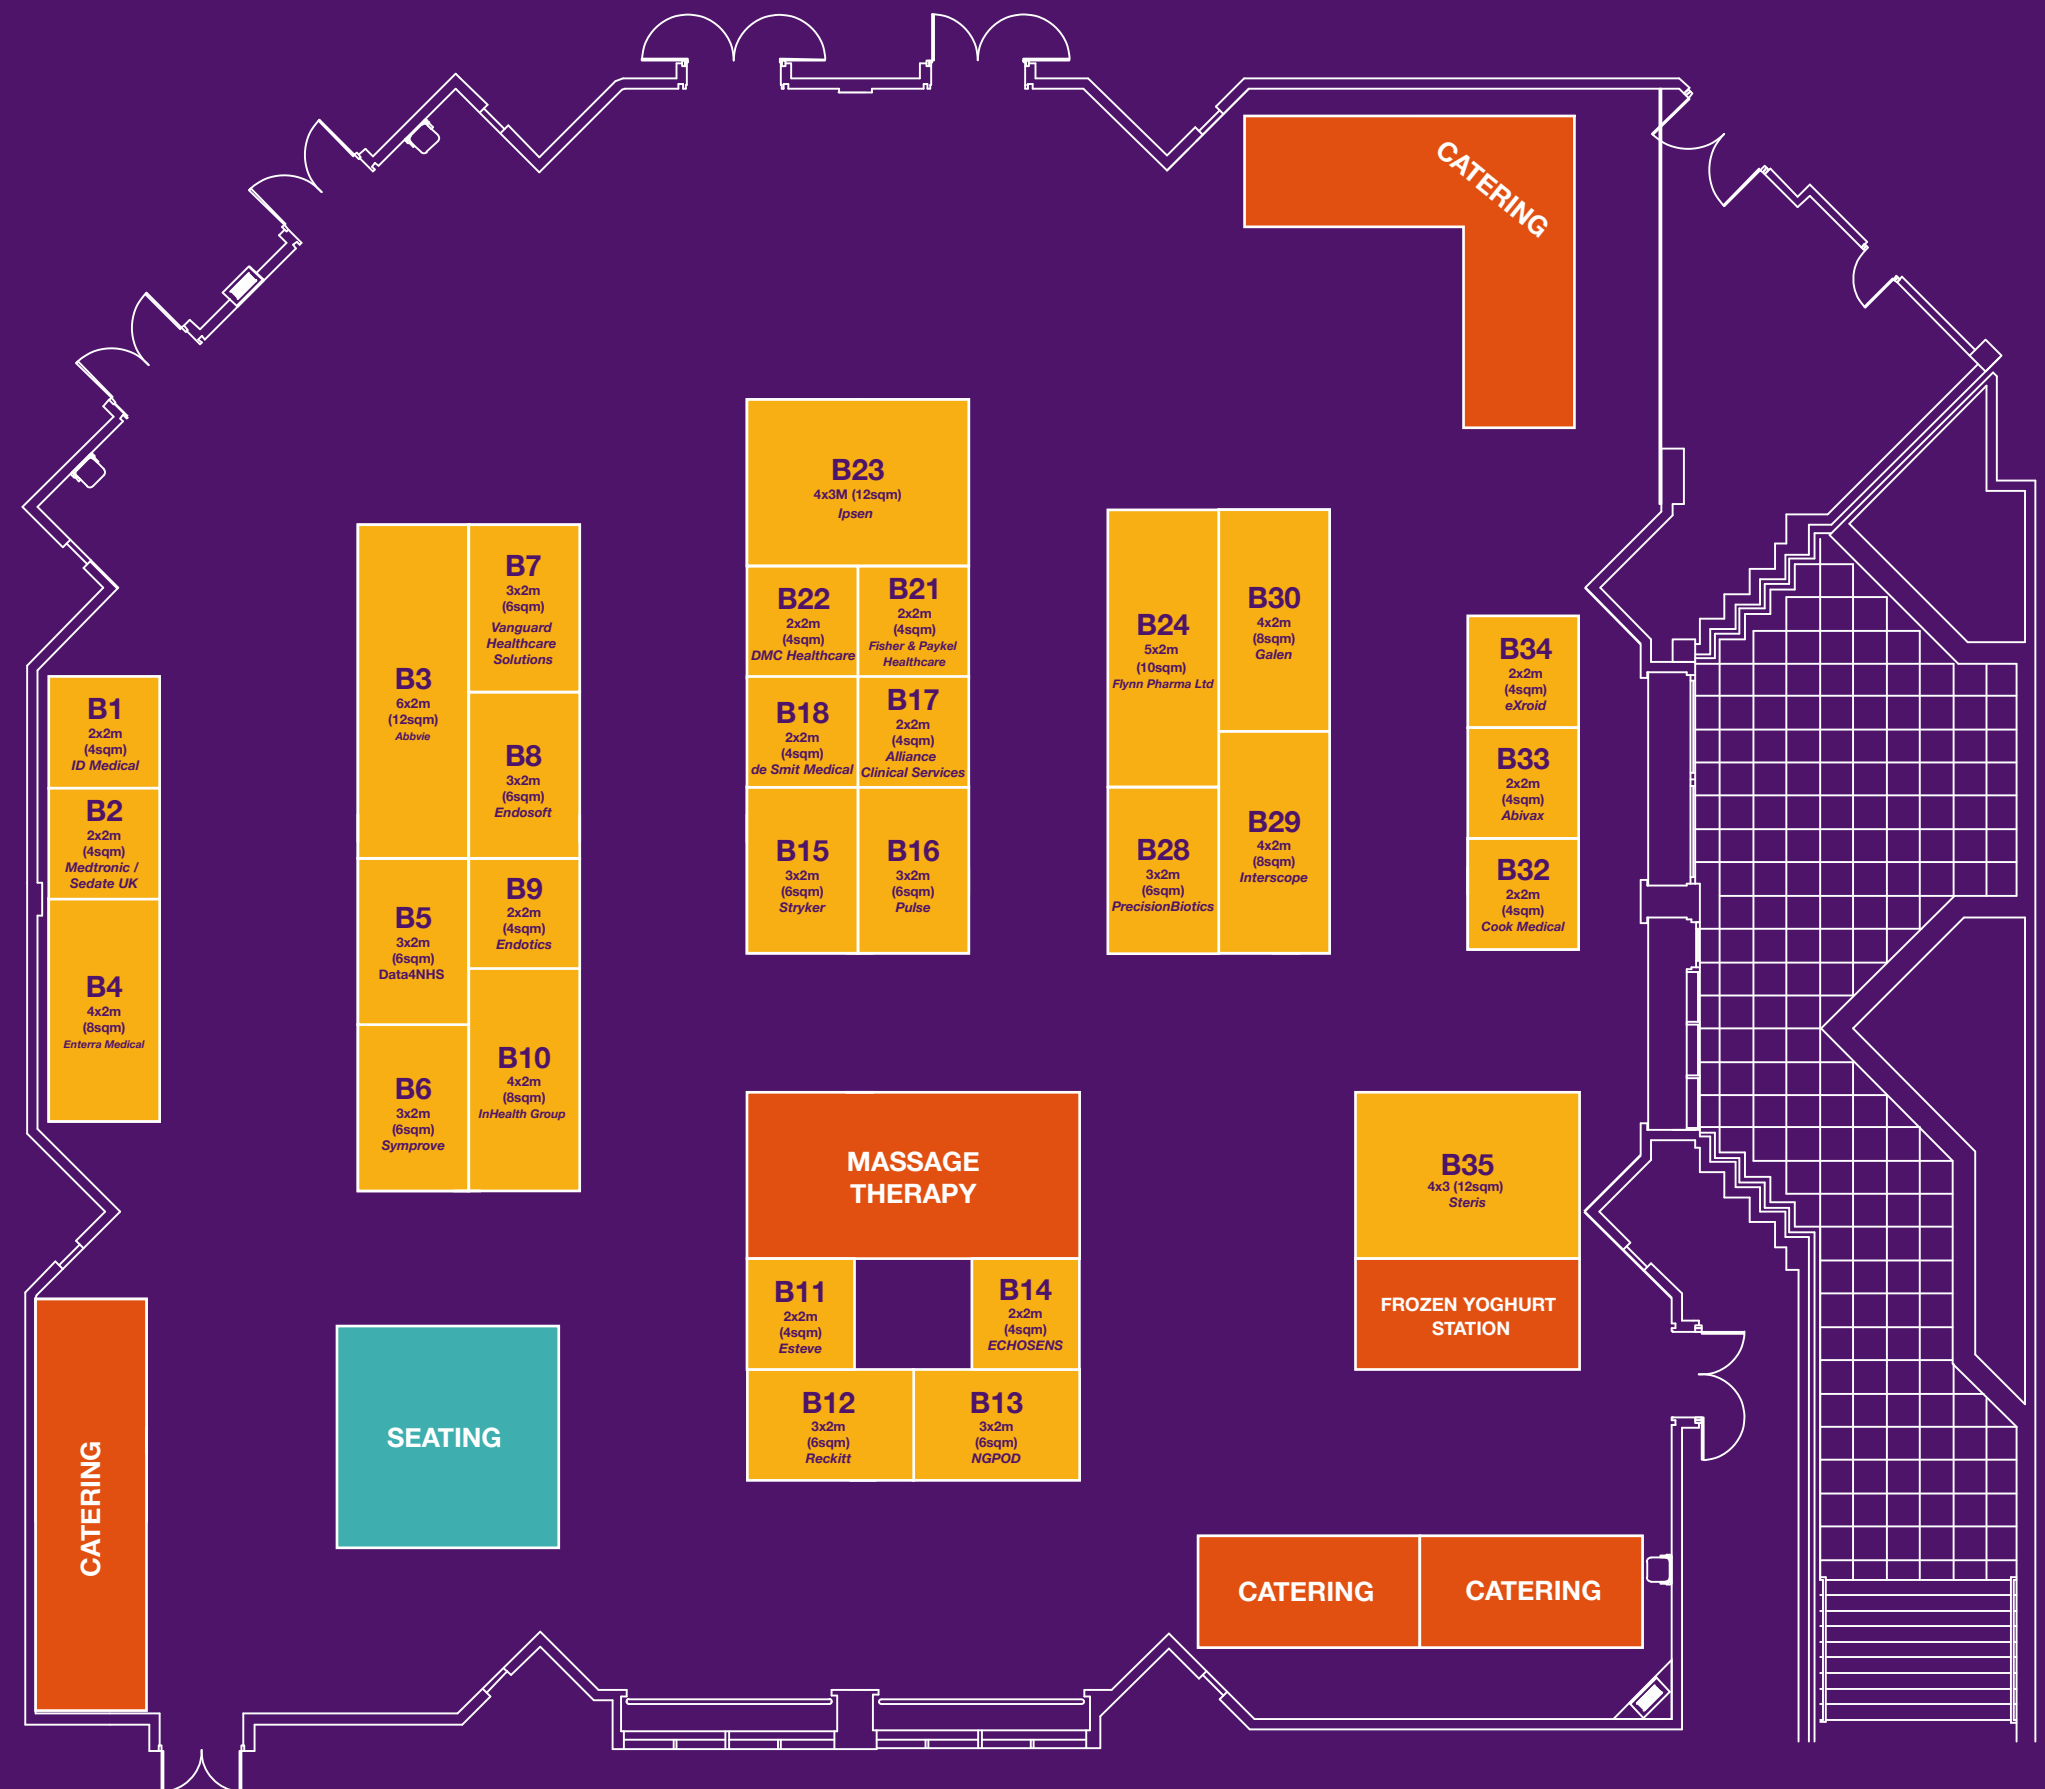 CATERING
B23
4x3M (12sqm)
Ipsen
B7
3x2m
(6sqm)
Vanguard
Healthcare
Solutions
B22
2x2m
(4sqm)
DMC Healthcare
B21
2x2m
(4sqm)
Fisher & Paykel
Healthcare
B24
5x2m
(10sqm)
Flynn Pharma Ltd
B30
4x2m
(8sqm)
Galen
B34
2x2m
(4sqm)
eXroid
B1
2x2m
(4sqm)
ID Medical
B3
6x2m
(12sqm)
Abbvie
B8
3x2m
(6sqm)
Endosoft
B18
2x2m
(4sqm)
de Smit Medical
B17
2x2m
(4sqm)
Alliance
Clinical Services
B33
2x2m
(4sqm)
Abivax
B2
2x2m
(4sqm)
Medtronic /
Sedate UK
B15
3x2m
(6sqm)
Stryker
B16
3x2m
(6sqm)
Pulse
B28
3x2m
(6sqm)
PrecisionBiotics
B29
4x2m
(8sqm)
Interscope
B32
2x2m
(4sqm)
Cook Medical
B5
3x2m
(6sqm)
Data4NHS
B9
2x2m
(4sqm)
Endotics
B4
4x2m
(8sqm)
Enterra Medical
B6
3x2m
(6sqm)
Symprove
B10
4x2m
(8sqm)
InHealth Group
MASSAGE
THERAPY
B35
4x3 (12sqm)
Steris
B11
2x2m
(4sqm)
Esteve
B14
2x2m
(4sqm)
ECHOSENS
FROZEN YOGHURT
STATION
B12
3x2m
(6sqm)
Reckitt
B13
3x2m
(6sqm)
NGPOD
SEATING
CATERING
CATERING
CATERING